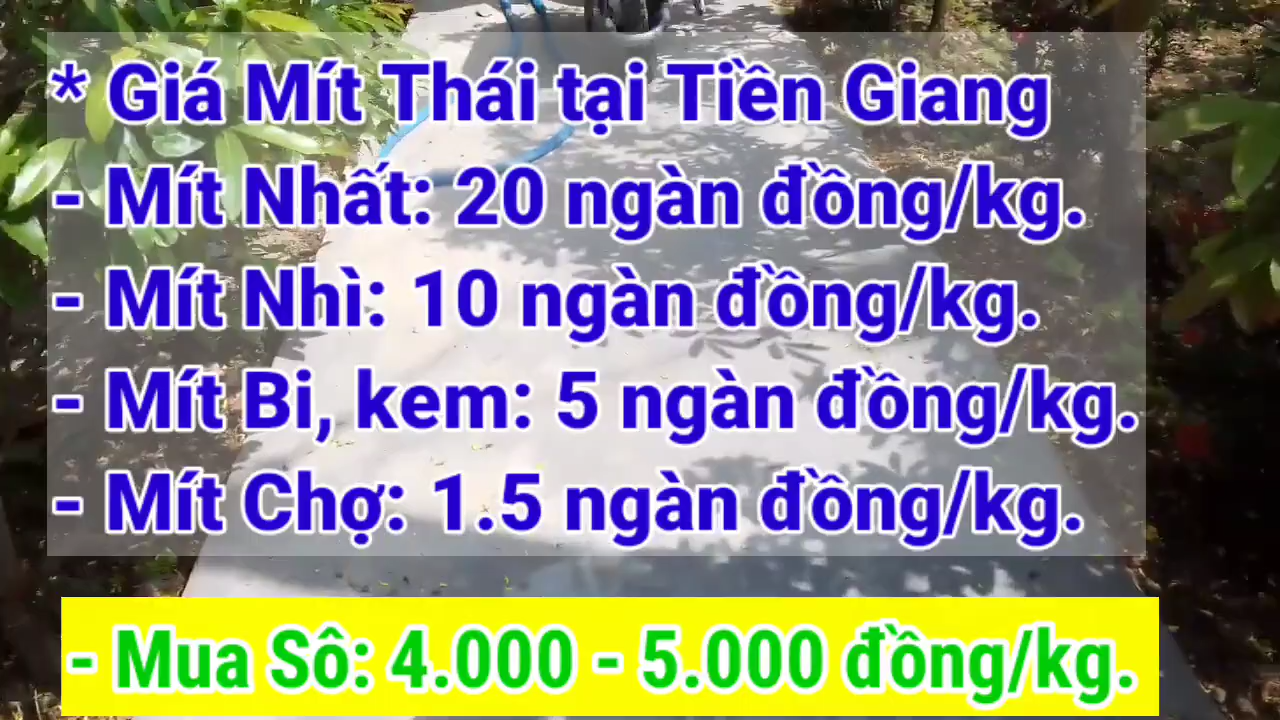 * Giá Mít Thái tại Tiền Giang
- Mít Nhất: 20 ngàn đồng/kg.
- Mít Nhì: 10 ngàn đồng/kg.
- Mít Bi, kem: 5 ngàn đồng/kg.
- Mít Chợ: 1.5 ngàn đồng/kg.
- Mua Sô: 4.000 - 5.000 đồng/kg.